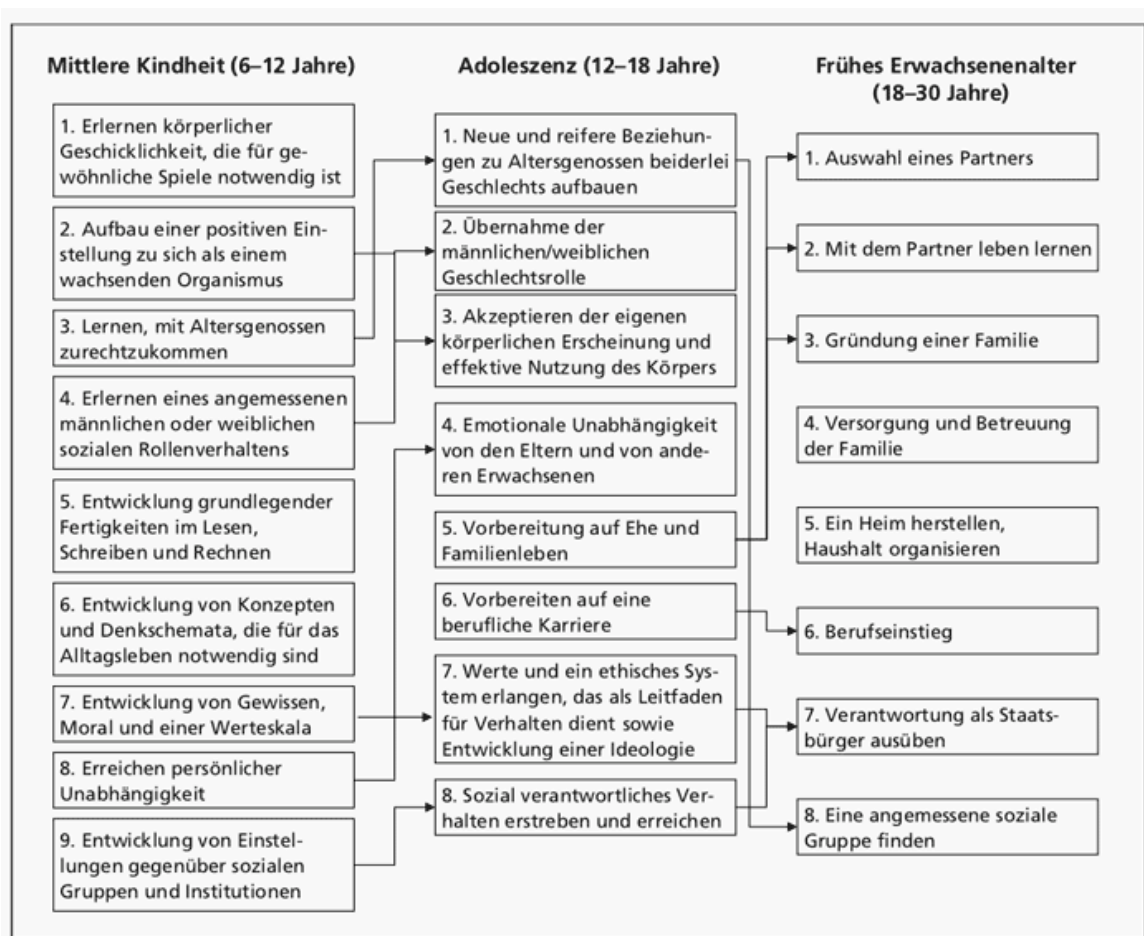 Mittlere Kindheit (6–12 Jahre)
1. Erlernen körperlicher
Geschicklichkeit, die für ge-
wöhnliche Spiele notwendig ist
2. Aufbau einer positiven Ein-
stellung zu sich als einem
wachsenden Organismus
3. Lernen, mit Altersgenossen
zurechtzukommen
4. Erlernen eines angemessenen
männlichen oder weiblichen
sozialen Rollenverhaltens
5. Entwicklung grundlegender
Fertigkeiten im Lesen,
Schreiben und Rechnen
6. Entwicklung von Konzepten
und Denkschemata, die für das
Alltagsleben notwendig sind
7. Entwicklung von Gewissen,
Moral und einer Werteskala
8. Erreichen persönlicher
Unabhängigkeit
9. Entwicklung von Einstel-
lungen gegenüber sozialen
Gruppen und Institutionen
Adoleszenz (12–18 Jahre)
1. Neue und reifere Beziehun-
gen zu Altersgenossen beiderlei
Geschlechts aufbauen
2. Übernahme der
männlichen/weiblichen
Geschlechtsrolle
3. Akzeptieren der eigenen
körperlichen Erscheinung und
effektive Nutzung des Körpers
4. Emotionale Unabhängigkeit
von den Eltern und von ande-
ren Erwachsenen
5. Vorbereitung auf Ehe und
Familienleben
6. Vorbereiten auf eine
berufliche Karriere
7. Werte und ein ethisches Sys-
tem erlangen, das als Leitfaden
für Verhalten dient sowie
Entwicklung einer Ideologie
8. Sozial verantwortliches Ver-
halten erstreben und erreichen
Frühes Erwachsenenalter
(18–30 Jahre)
1. Auswahl eines Partners
2. Mit dem Partner leben lernen
3. Gründung einer Familie
4. Versorgung und Betreuung
der Familie
5. Ein Heim herstellen,
Haushalt organisieren
6. Berufseinstieg
7. Verantwortung als Staats-
bürger ausüben
8. Eine angemessene soziale
Gruppe finden